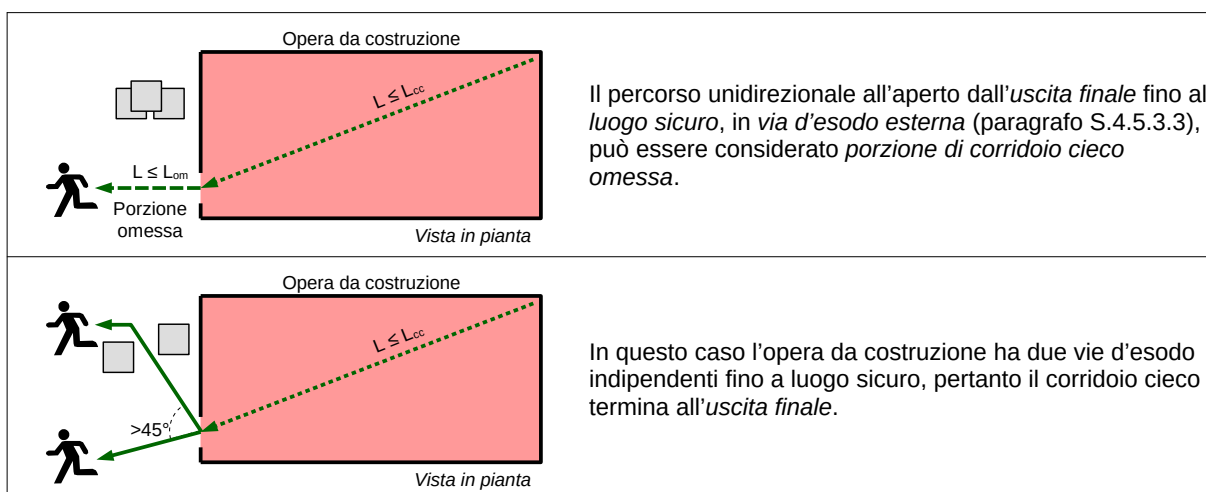 Opera da costruzione
L ≤ Lcc
L ≤ Lom
Porzione
omessa
Vista in pianta
Il percorso unidirezionale all'aperto dall'uscita finale fino al
luogo sicuro, in via d'esodo esterna (paragrafo S.4.5.3.3),
può essere considerato porzione di corridoio cieco
omessa.
Opera da costruzione
L ≤ Lcc
>45°
Vista in pianta
In questo caso l'opera da costruzione ha due vie d'esodo
indipendenti fino a luogo sicuro, pertanto il corridoio cieco
termina all'uscita finale.